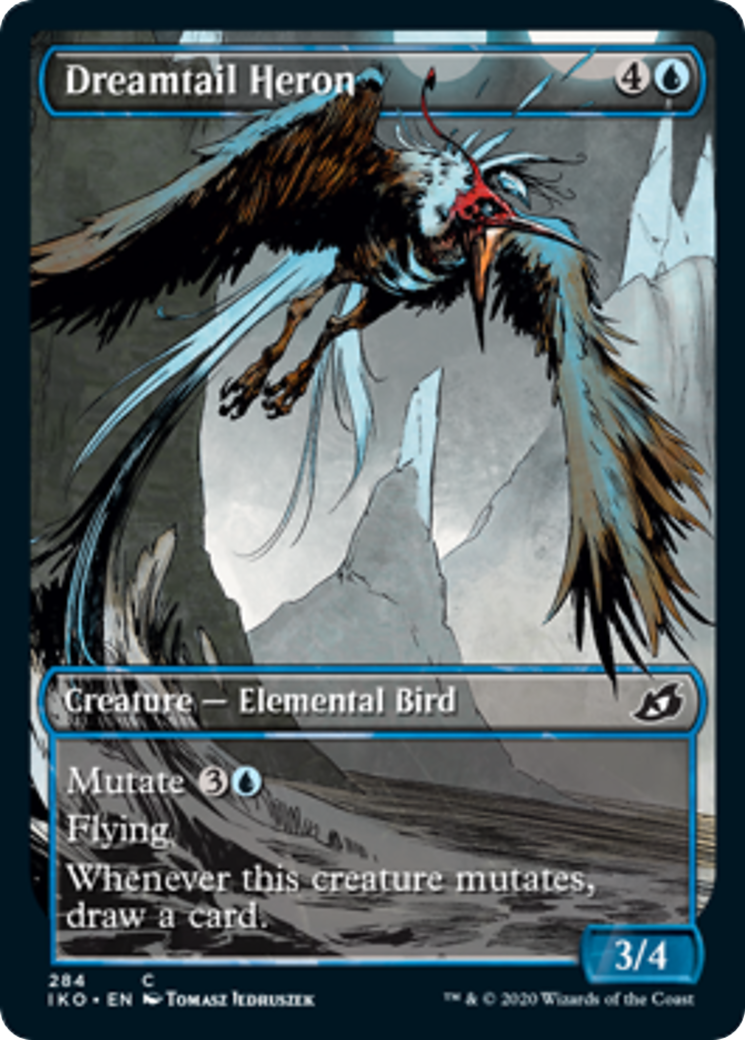 Dreamtail Heron 4
Creature — Elemental Bird
Mutate 3
Flying
Whenever this creature mutates,
draw a card.
3/4
284 C
IKO • EN Tomasz Jedruszek
™ & © 2020 Wizards of the Coast